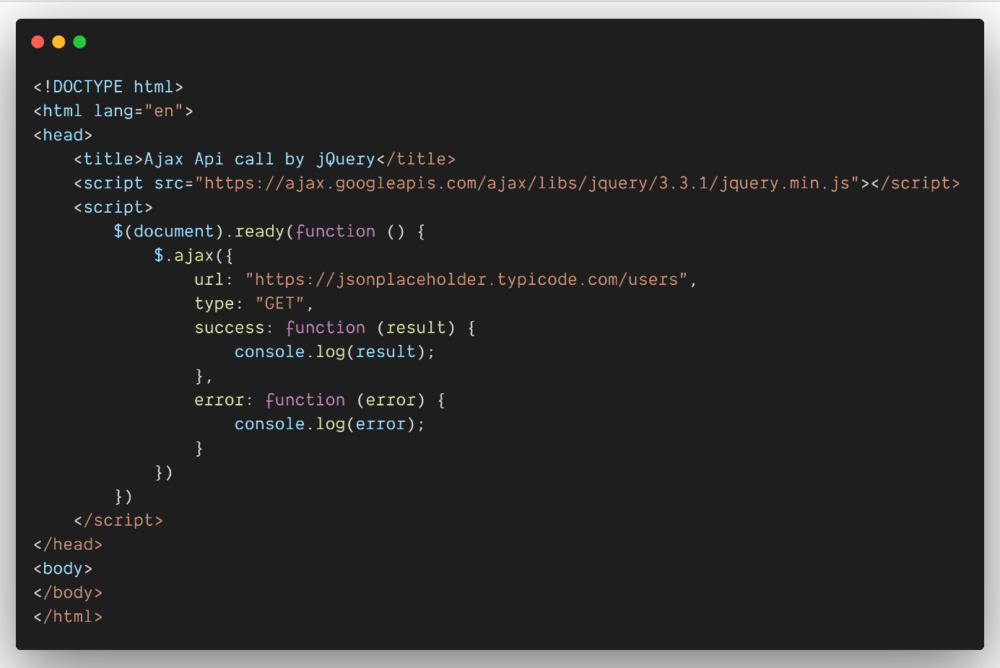 <!DOCTYPE html>
<html lang="en">
<head>
    <title>Ajax Api call by jQuery</title>
    <script src="https://ajax.googleapis.com/ajax/libs/jquery/3.3.1/jquery.min.js"></script>
    <script>
        $(document).ready(function () {
            $.ajax({
                url: "https://jsonplaceholder.typicode.com/users",
                type: "GET",
                success: function (result) {
                    console.log(result);
                },
                error: function (error) {
                    console.log(error);
                }
            })
        })
    </script>
</head>
<body>
</body>
</html>